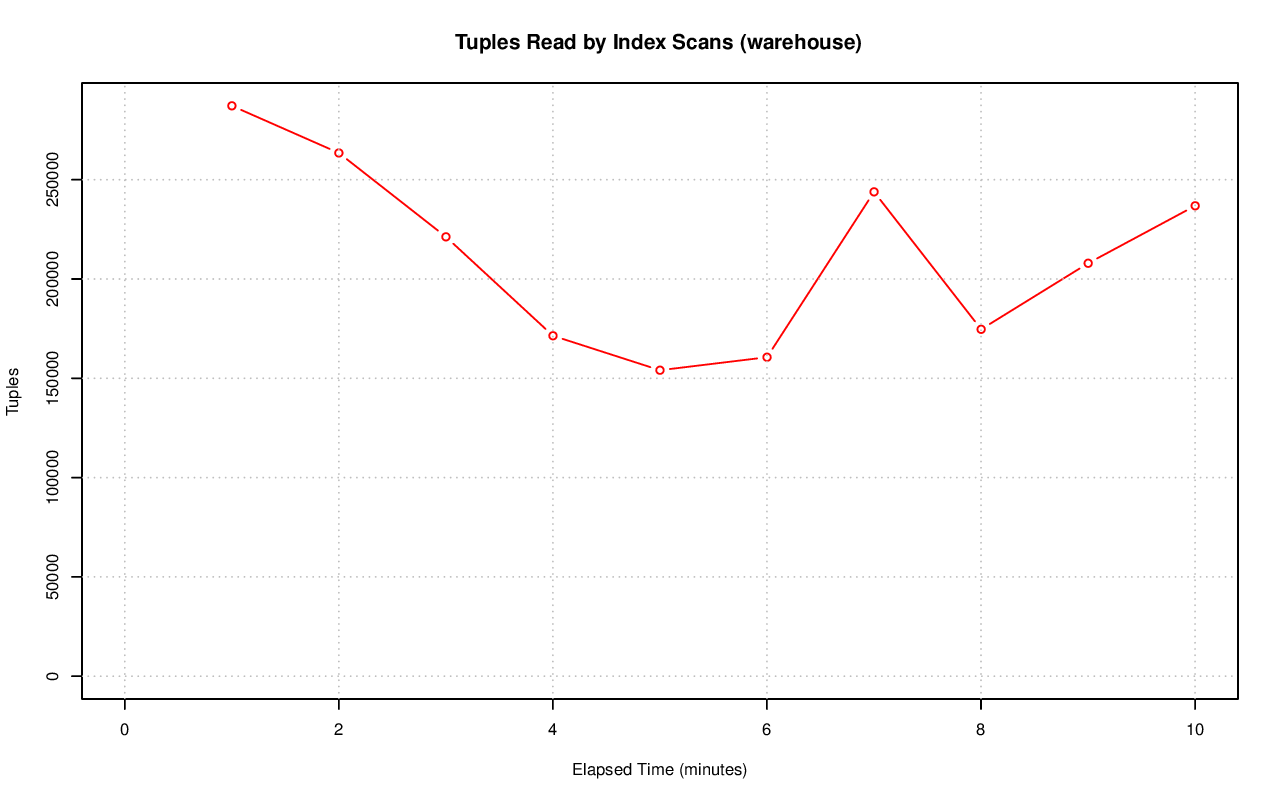 Tuples Read by Index Scans (warehouse)
Tuples
250000
200000
150000
100000
50000
0
0 2 4 6 8 10
Elapsed Time (minutes)